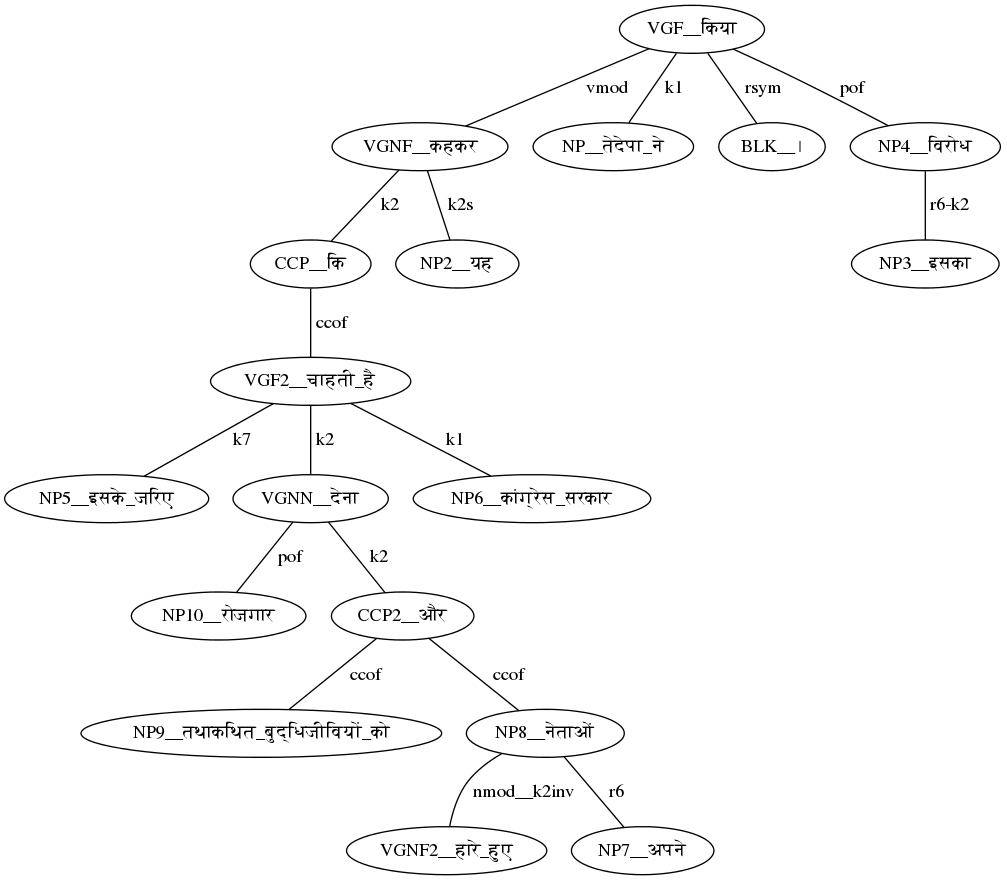 VGF__किया
vmod k1 rsym pof
VGNF__कहकर NP__तेदेपा_ने BLK__। NP4__विरोध
k2 k2s r6-k2
CCP__कि NP2__यह NP3__इसका
ccof
VGF2__चाहती_है
k7 k2 k1
NP5__इसके_जरिए VGNN__देना NP6__कांग्रेस_सरकार
pof k2
NP10__रोजगार CCP2__और
ccof ccof
NP9__तथाकथित_बुद्धिजीवियों_को NP8__नेताओं
nmod__k2inv r6
VGNF2__हारे_हुए NP7__अपने